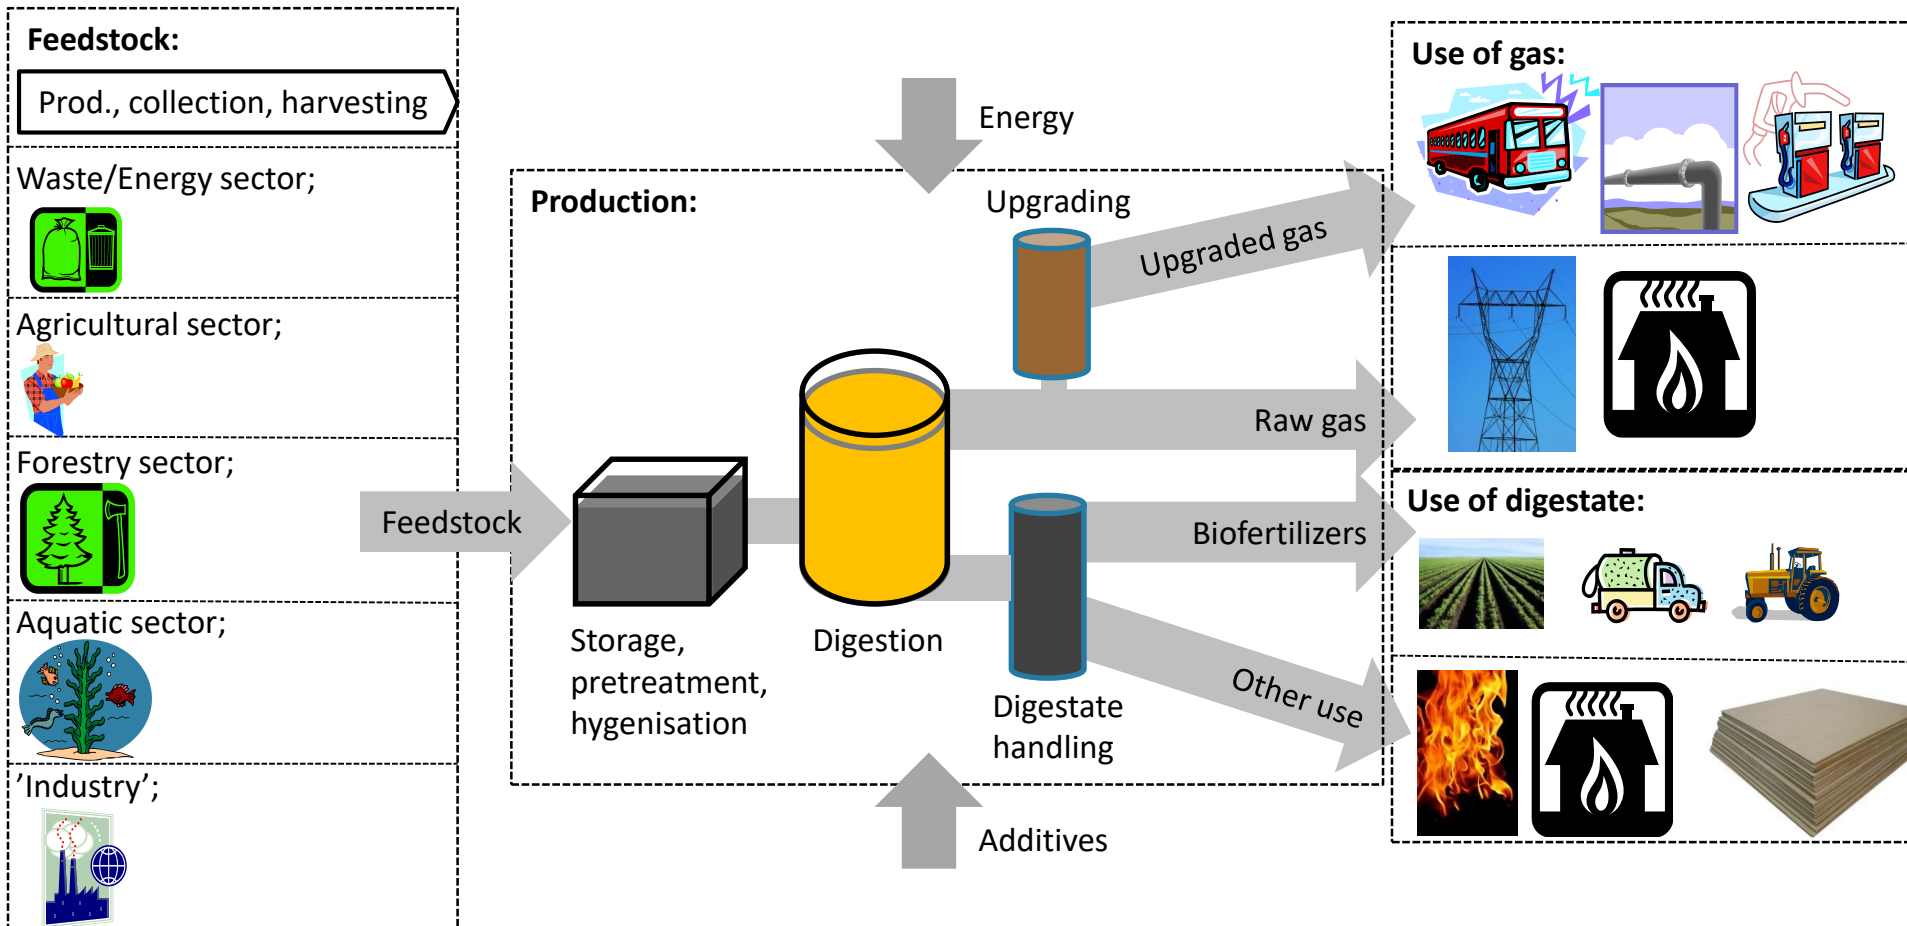 Feedstock:
Prod., collection, harvesting
Waste/Energy sector;
Agricultural sector;
Forestry sector;
Aquatic sector;
’Industry’;
Feedstock
Energy
Production:
Upgrading
Upgraded gas
Raw gas
Biofertilizers
Other use
Storage,
pretreatment,
hygenisation
Digestion
Digestate
handling
Additives
Use of gas:
Use of digestate: